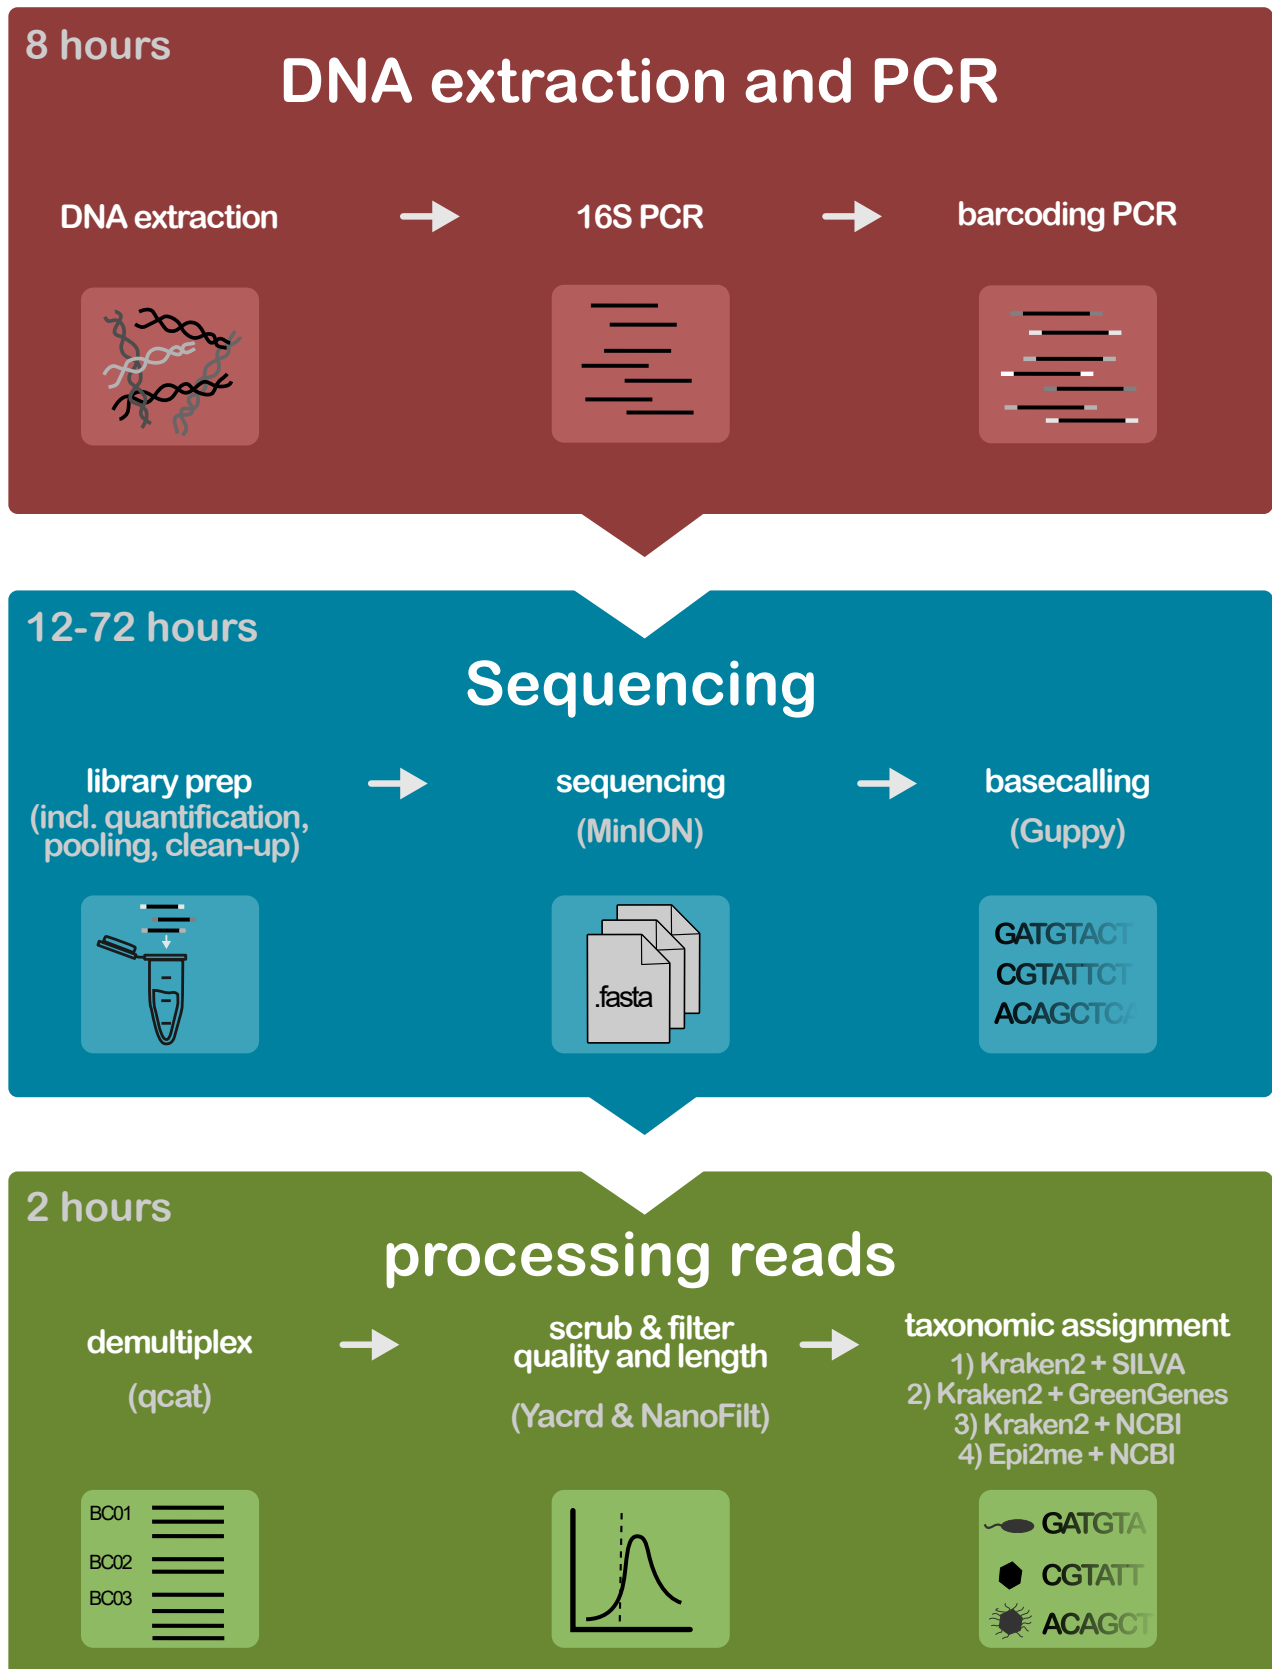 8 hours
DNA extraction and PCR
DNA extraction
16S PCR
barcoding PCR
12-72 hours
Sequencing
library prep
(incl. quantification,
pooling, clean-up)
sequencing
(MinION)
basecalling
(Guppy)
.fasta
GATGTACT
CGTATTCT
ACAGCTCA
2 hours
processing reads
demultiplex
(qcat)
scrub & filter
quality and length
(Yacrd & NanoFilt)
taxonomic assignment
1) Kraken2 + SILVA
2) Kraken2 + GreenGenes
3) Kraken2 + NCBI
4) Epi2me + NCBI
BC01
BC02
BC03
GATGTA
CGTATT
ACAGCT